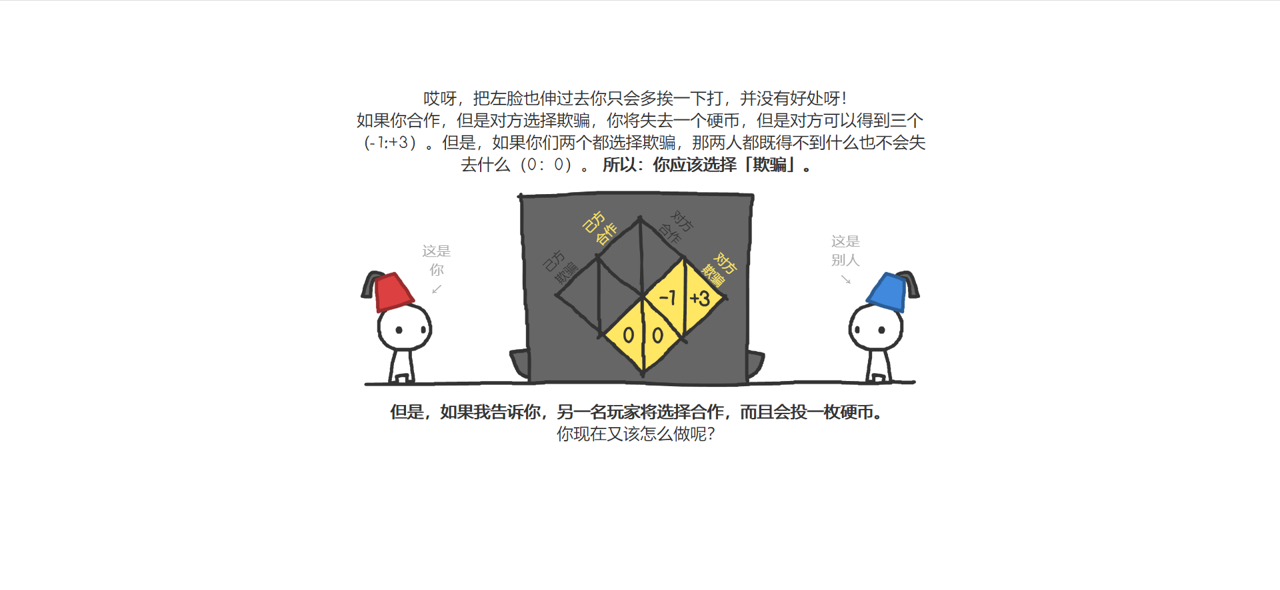 哎呀，把左脸也伸过去你只会多挨一下打，并没有好处呀！
如果你合作，但是对方选择欺骗，你将失去一个硬币，但是对方可以得到三个
（-1;+3）。但是，如果你们两个都选择欺骗，那两人都既得不到什么也不会失
去什么（0：0）。 所以：你应该选择「欺骗」。
己方
合作
对方
合作
这是
你
↙
这是
别人
↘
己方
欺骗
对方
欺骗
-1 +3
0 0
但是，如果我告诉你，另一名玩家将选择合作，而且会投一枚硬币。
你现在又该怎么做呢？